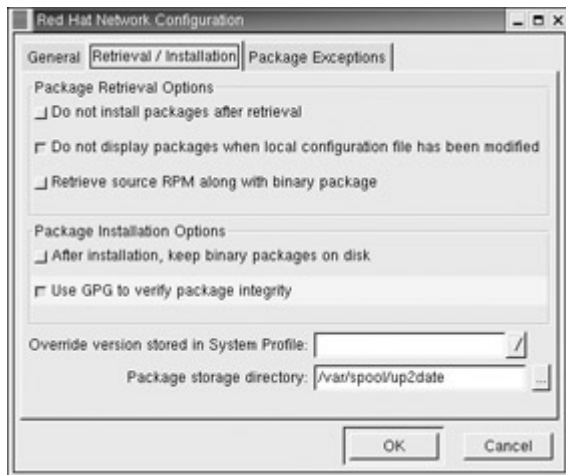 Red Hat Network Configuration
General Retrieval / Installation Package Exceptions
Package Retrieval Options
Do not install packages after retrieval
Do not display packages when local configuration file has been modified
Retrieve source RPM along with binary package
Package Installation Options
After installation, keep binary packages on disk
Use GPG to verify package integrity
Override version stored in System Profile: /
Package storage directory: /var/spool/up2date ...
OK Cancel